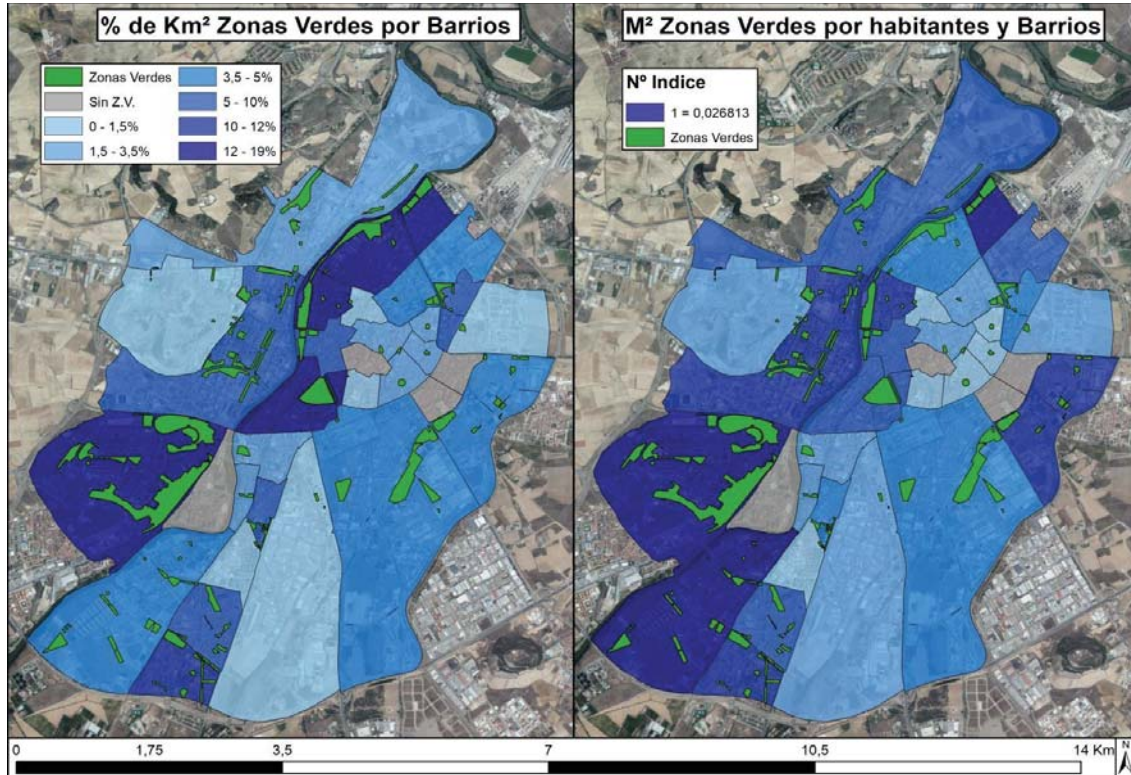 % de Km² Zonas Verdes por Barrios
Zonas Verdes
Sin Z.V.
0 - 1,5%
1,5 - 3,5%
3,5 - 5%
5 - 10%
10 - 12%
12 - 19%
M² Zonas Verdes por habitantes y Barrios
Nº Indice
1 = 0,026813
Zonas Verdes
0 1,75 3,5 7 10,5 14 Km
N